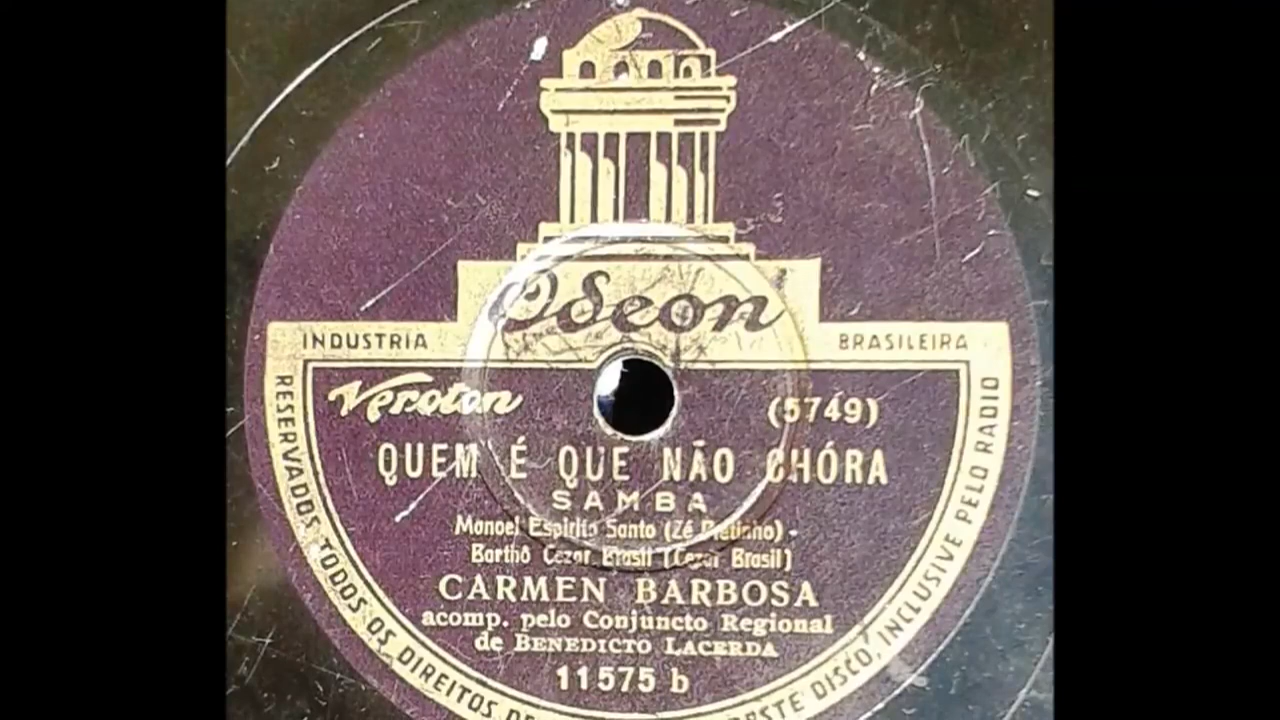 Odeon
INDUSTRIA BRASILEIRA
Veroton (5749)
QUEM É QUE NÃO CHÓRA
SAMBA
Manoel Espirito Santo (Zé Pretinho) -
Barthô Cezar Brasil (Cezar Brasil)
CARMEN BARBOSA
acomp. pelo Conjuncto Regional
de BENEDICTO LACERDA
11575 b
RESERVADOS TODOS OS DIREITOS DESTE DISCO, INCLUSIVE PELO RADIO